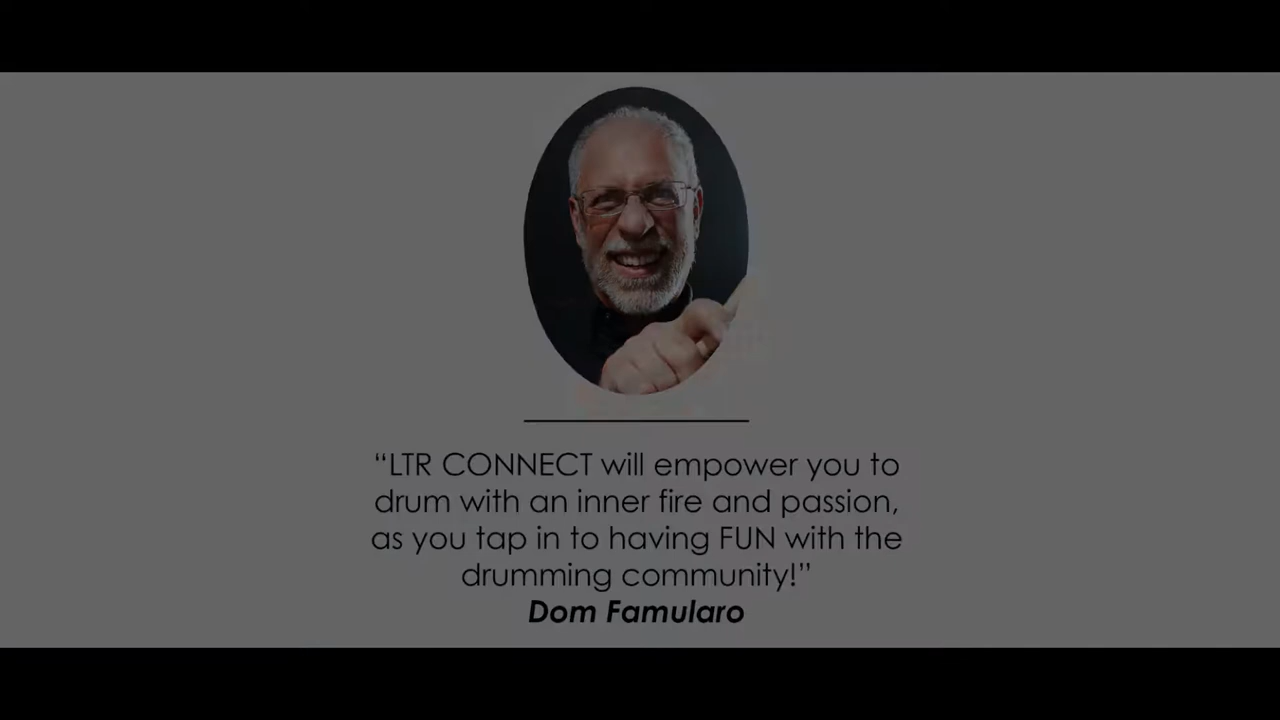 “LTR CONNECT will empower you to
drum with an inner fire and passion,
as you tap in to having FUN with the
drumming community!”
Dom Famularo